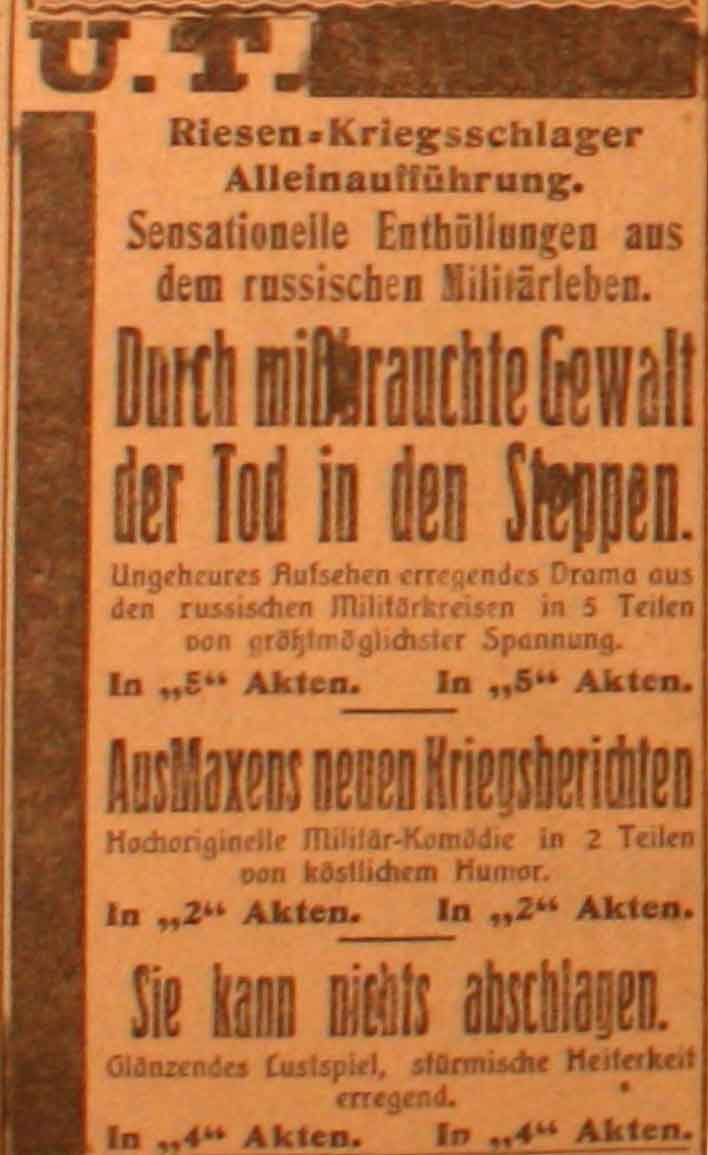 U.T.
Riesen-Kriegsschlager
Alleinaufführung.
Sensationelle Enthüllungen aus
dem russischen Militärleben.
Durch mißbrauchte Gewalt
der Tod in den Steppen.
Ungeheures Aufsehen erregendes Drama aus
den russischen Militärkreisen in 5 Teilen
von größtmöglichster Spannung.
In „5“ Akten. In „5“ Akten.
Aus Maxens neuen Kriegsberichten
Hochoriginelle Militär-Komödie in 2 Teilen
von köstlichem Humor.
In „2“ Akten. In „2“ Akten.
Sie kann nichts abschlagen.
Glänzendes Lustspiel, stürmische Heiterkeit
erregend.
In „4“ Akten. In „4“ Akten.